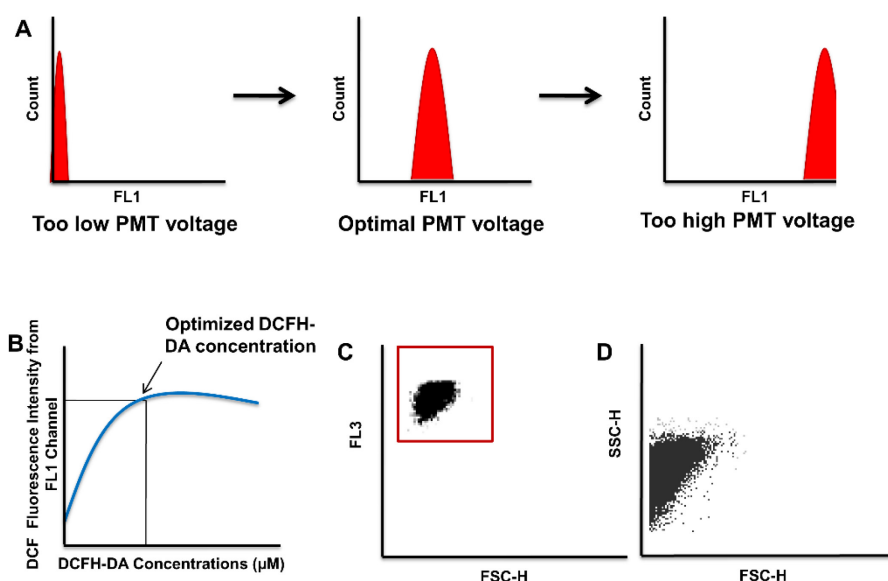 A
Count
FL1
Too low PMT voltage
Count
FL1
Optimal PMT voltage
Count
FL1
Too high PMT voltage
B
Optimized DCFH-
DA concentration
DCF Fluorescence Intensity from
FL1 Channel
DCFH-DA Concentrations (µM)
C
FL3
FSC-H
D
SSC-H
FSC-H